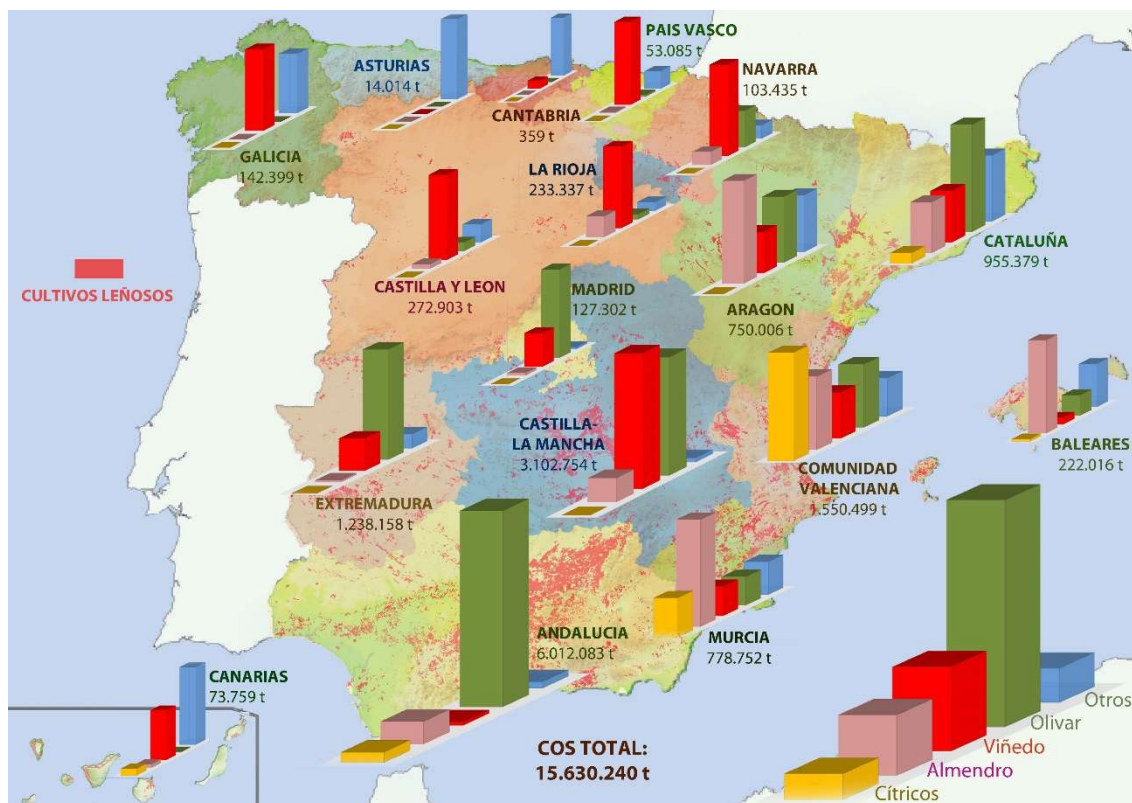 PAIS VASCO
53.085 t
ASTURIAS
14.014 t
NAVARRA
103.435 t
CANTABRIA
359 t
GALICIA
142.399 t
LA RIOJA
233.337 t
CATALUÑA
955.379 t
CULTIVOS LEÑOSOS
CASTILLA Y LEON
272.903 t
MADRID
127.302 t
ARAGON
750.006 t
CASTILLA-
LA MANCHA
3.102.754 t
BALEARES
222.016 t
COMUNIDAD
VALENCIANA
1.550.499 t
EXTREMADURA
1.238.158 t
ANDALUCIA
6.012.083 t
MURCIA
778.752 t
CANARIAS
73.759 t
COS TOTAL:
15.630.240 t
Otros
Olivar
Viñedo
Almendro
Cítricos